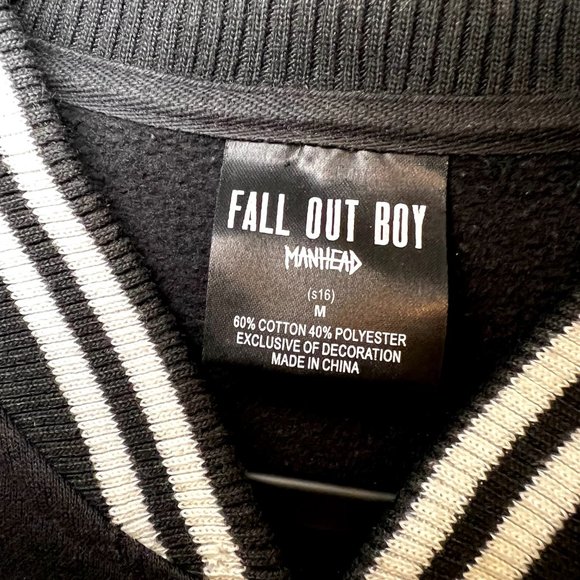 FALL OUT BOY
MANHEAD
(s16)
M
60% COTTON 40% POLYESTER
EXCLUSIVE OF DECORATION
MADE IN CHINA